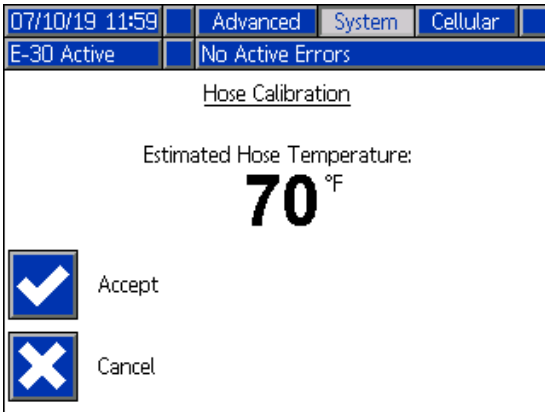 07/10/19 11:59 Advanced System Cellular
E-30 Active No Active Errors
Hose Calibration
Estimated Hose Temperature:
70 °F
Accept
Cancel